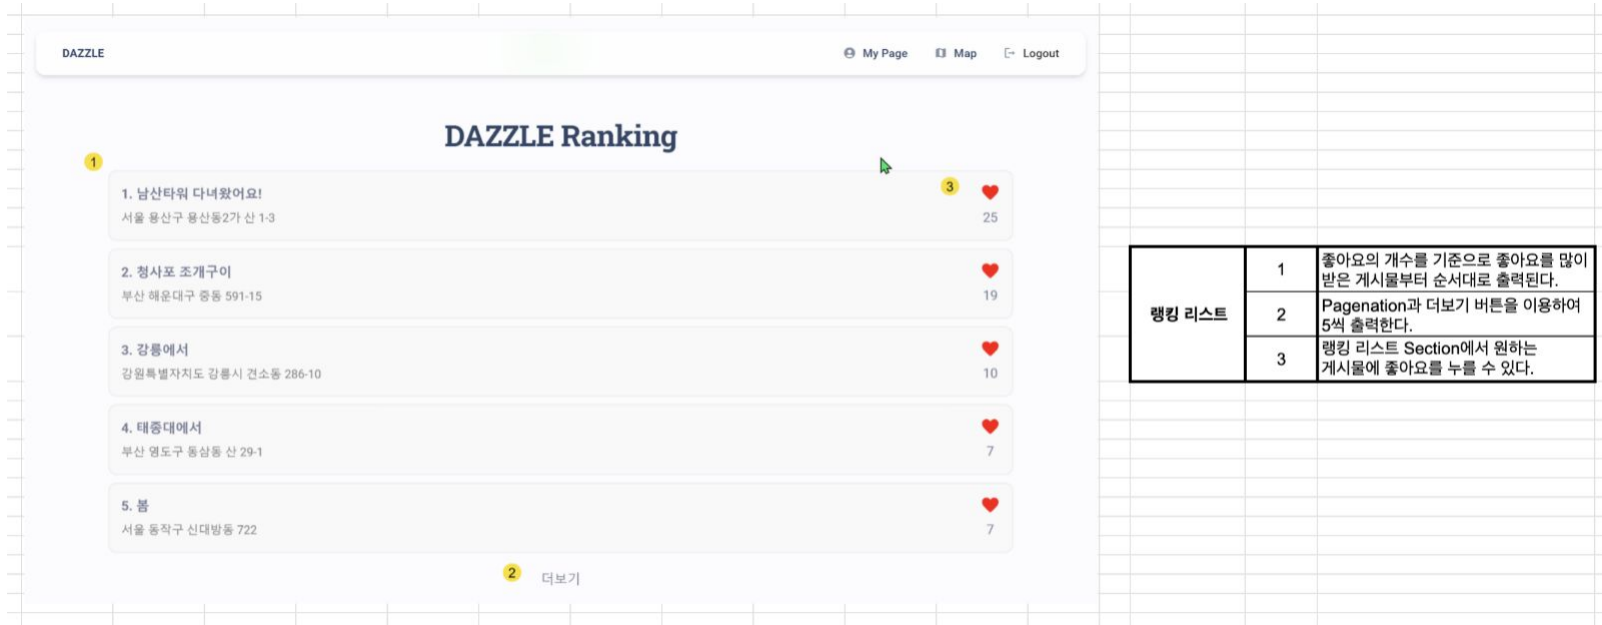 DAZZLE
My Page
Map
Logout
DAZZLE Ranking
1
1. 남산타워 다녀왔어요!
서울 용산구 용산동2가 산 1-3
3
25
2. 청사포 조개구이
부산 해운대구 중동 591-15
19
3. 강릉에서
강원특별자치도 강릉시 견소동 286-10
10
4. 태종대에서
부산 영도구 동삼동 산 29-1
7
5. 봄
서울 동작구 신대방동 722
7
2
더보기
랭킹 리스트
1
좋아요의 개수를 기준으로 좋아요를 많이
받은 게시물부터 순서대로 출력된다.
2
Pagenation과 더보기 버튼을 이용하여
5씩 출력한다.
3
랭킹 리스트 Section에서 원하는
게시물에 좋아요를 누를 수 있다.